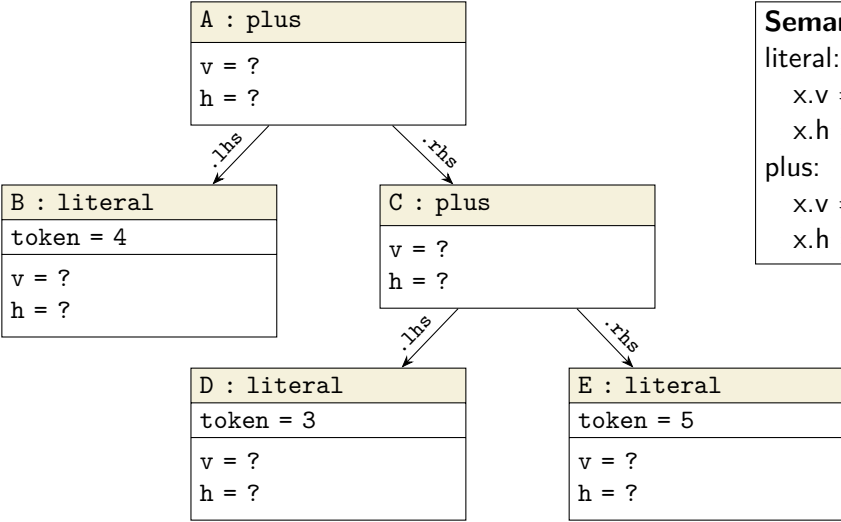 A : plus
v = ?
h = ?
.lhs
.rhs
B : literal
token = 4
v = ?
h = ?
C : plus
v = ?
h = ?
.lhs
.rhs
D : literal
token = 3
v = ?
h = ?
E : literal
token = 5
v = ?
h = ?
literal:
x.v
x.h
plus:
x.v
x.h